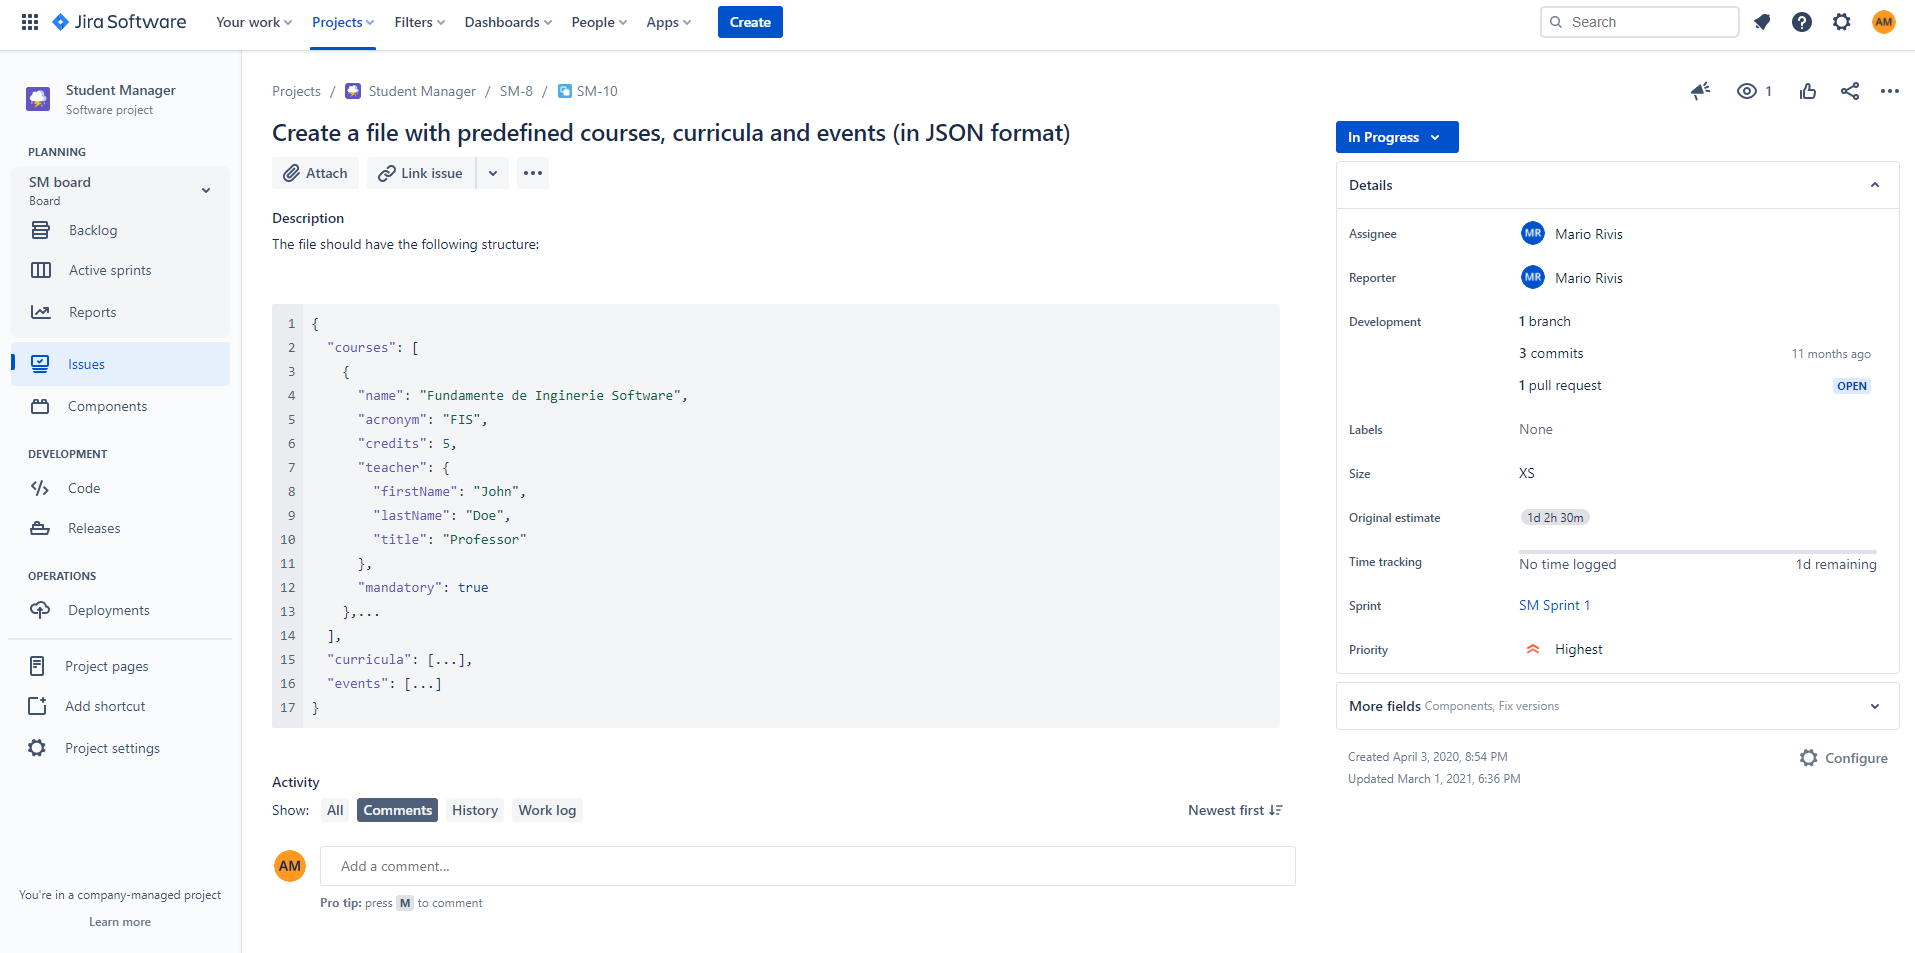 Jira Software Your work Projects Filters Dashboards People Apps Create Search AM
Student Manager
Software project
PLANNING
SM board
Board
Backlog
Active sprints
Reports
Issues
Components
DEVELOPMENT
Code
Releases
OPERATIONS
Deployments
Project pages
Add shortcut
Project settings
You're in a company-managed project
Learn more
Projects / Student Manager / SM-8 / SM-10
1
Create a file with predefined courses, curricula and events (in JSON format)
Attach Link issue
Description
The file should have the following structure:
1 {
2 "courses": [
3 {
4 "name": "Fundamente de Inginerie Software",
5 "acronym": "FIS",
6 "credits": 5,
7 "teacher": {
8 "firstName": "John",
9 "lastName": "Doe",
10 "title": "Professor"
11 },
12 "mandatory": true
13 },...
14 ],
15 "curricula": [...],
16 "events": [...]
17 }
Activity
Show: All Comments History Work log Newest first
AM Add a comment...
Pro tip: press M to comment
In Progress
Details
Assignee MR Mario Rivis
Reporter MR Mario Rivis
Development 1 branch
3 commits 11 months ago
1 pull request OPEN
Labels None
Size XS
Original estimate 1d 2h 30m
Time tracking No time logged 1d remaining
Sprint SM Sprint 1
Priority Highest
More fields Components, Fix versions
Created April 3, 2020, 8:54 PM
Updated March 1, 2021, 6:36 PM
Configure